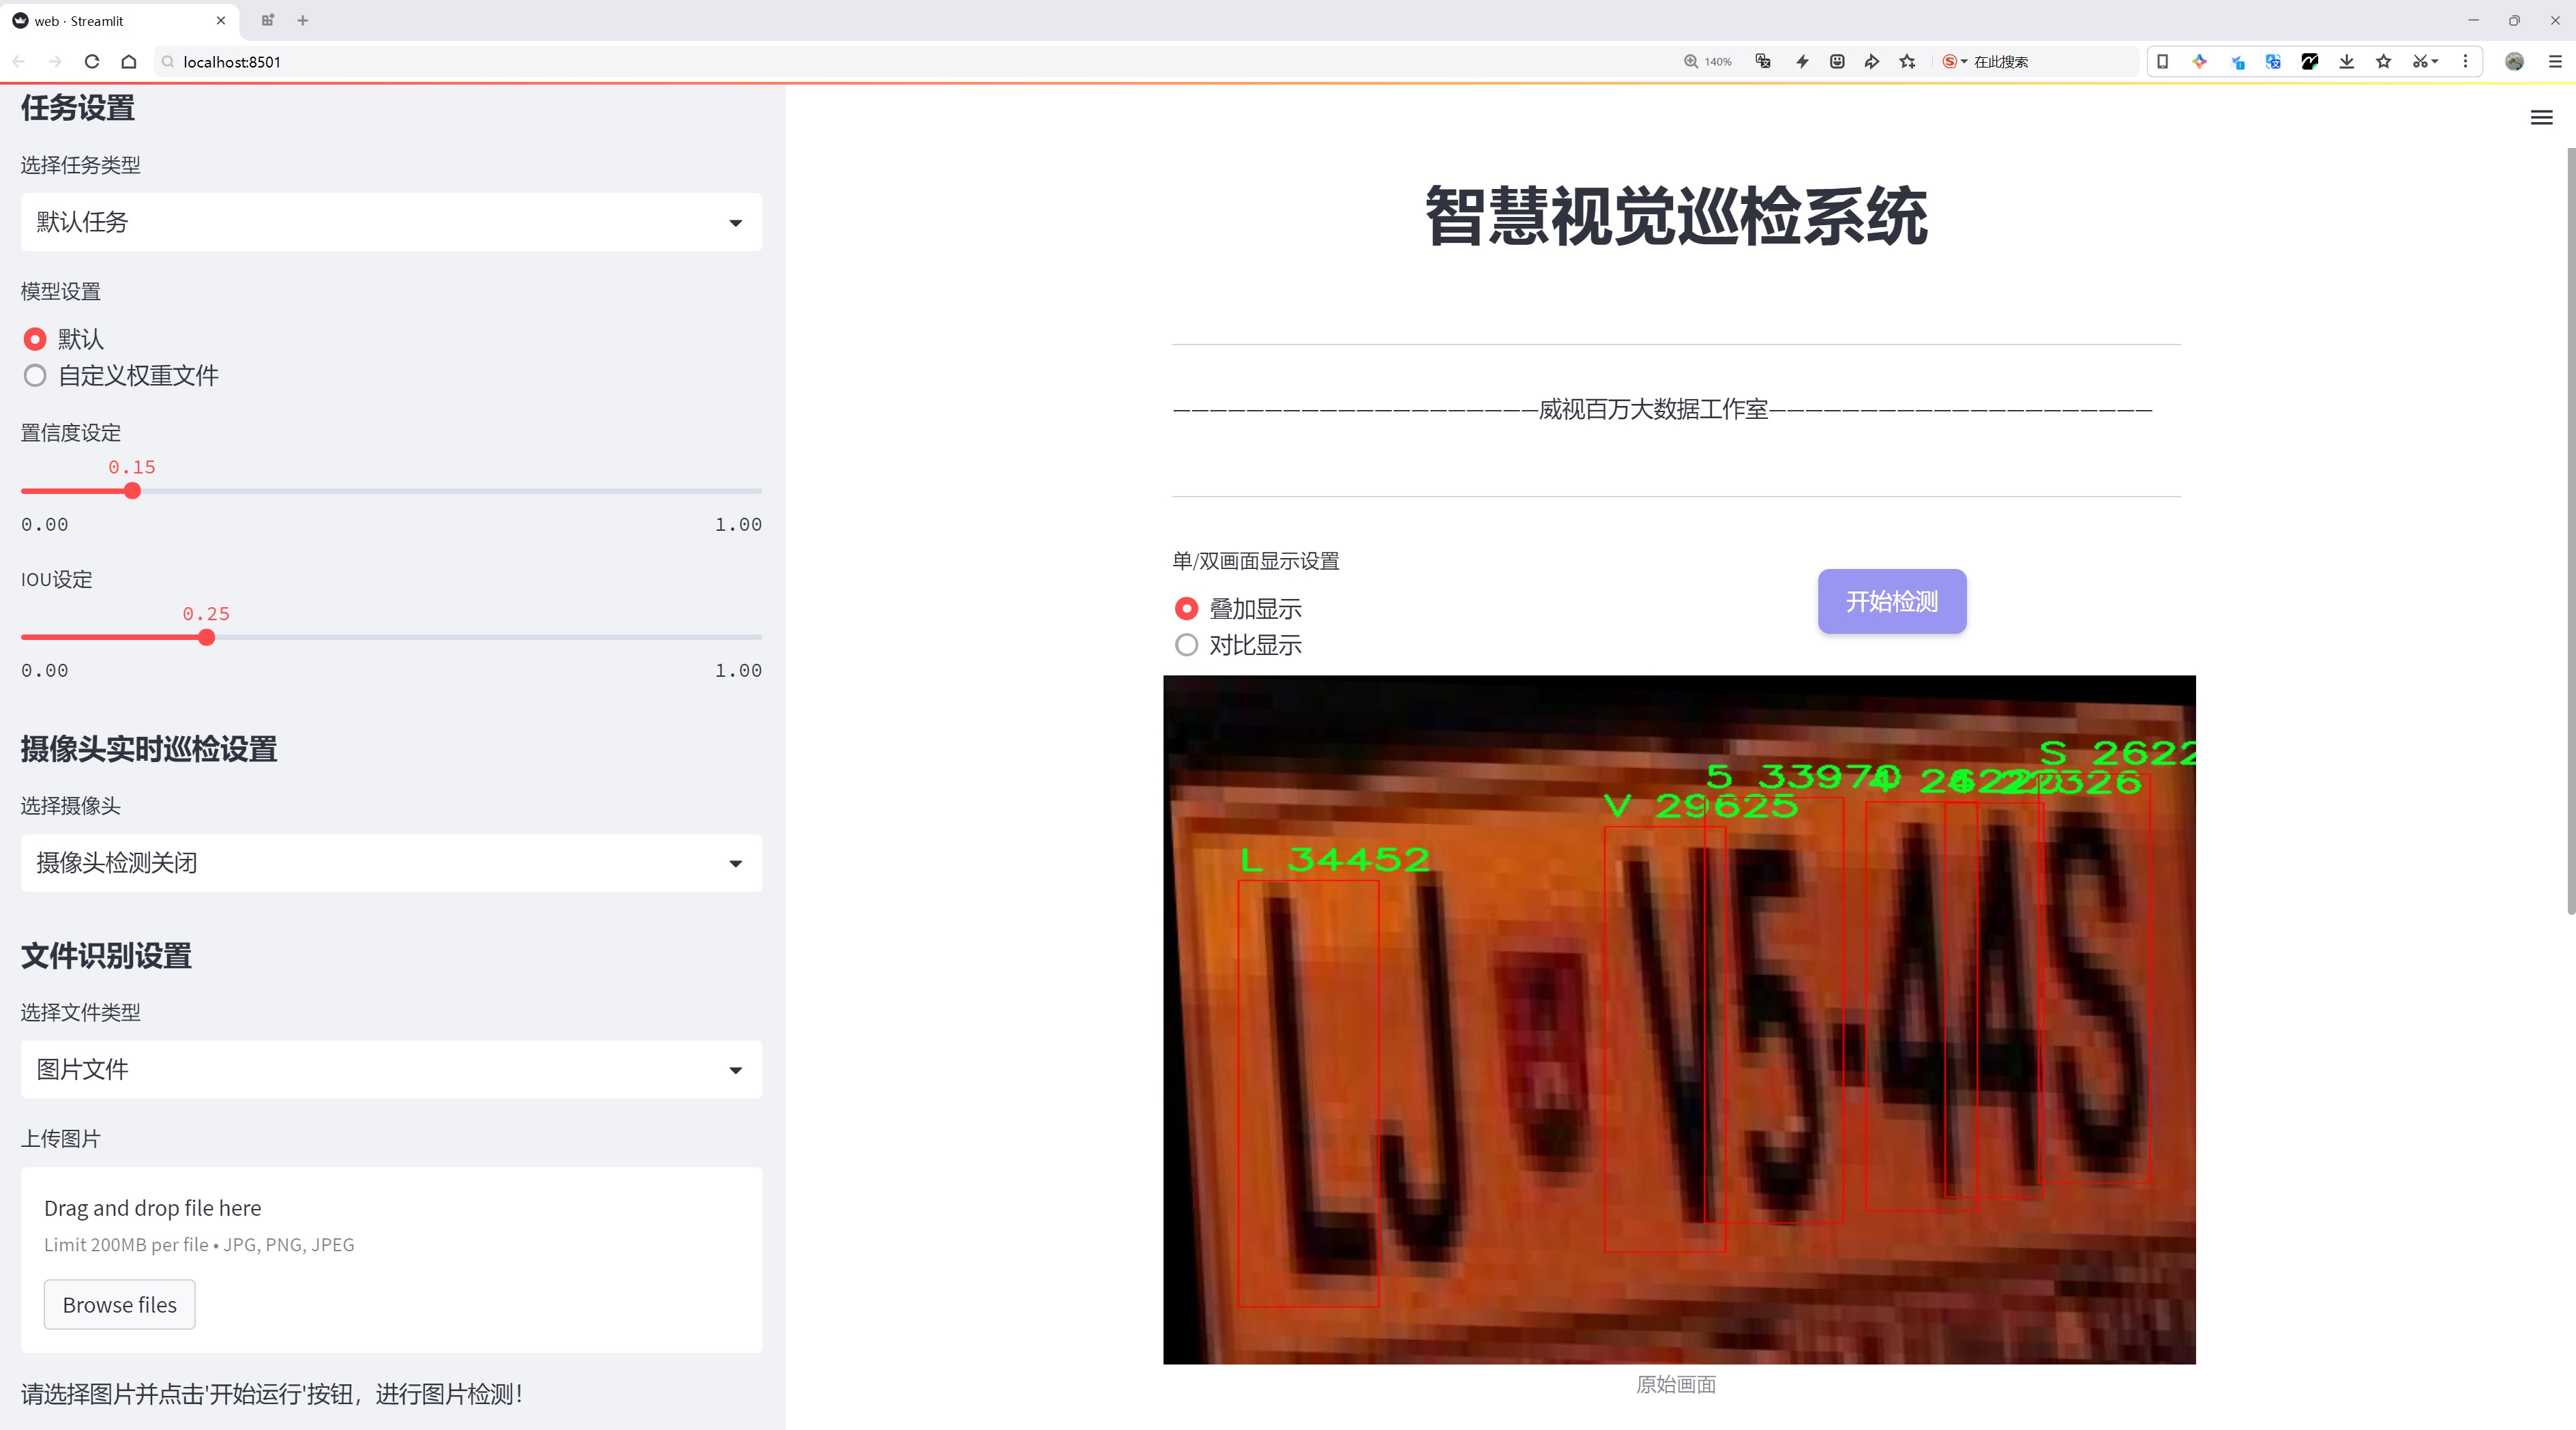 web · Streamlit
localhost:8501
140%
在此搜索
任务设置
选择任务类型
默认任务
模型设置
默认
自定义权重文件
置信度设定
0.15
0.00 1.00
IOU设定
0.25
0.00 1.00
摄像头实时巡检设置
选择摄像头
摄像头检测关闭
文件识别设置
选择文件类型
图片文件
上传图片
Drag and drop file here
Limit 200MB per file • JPG, PNG, JPEG
Browse files
请选择图片并点击'开始运行'按钮，进行图片检测！
智慧视觉巡检系统
————————————————————威视百万大数据工作室—————————————————————
单/双画面显示设置
叠加显示
对比显示
开始检测
S 2622
5 33970
V 29625
L 34452
LJ V5-44S
原始画面